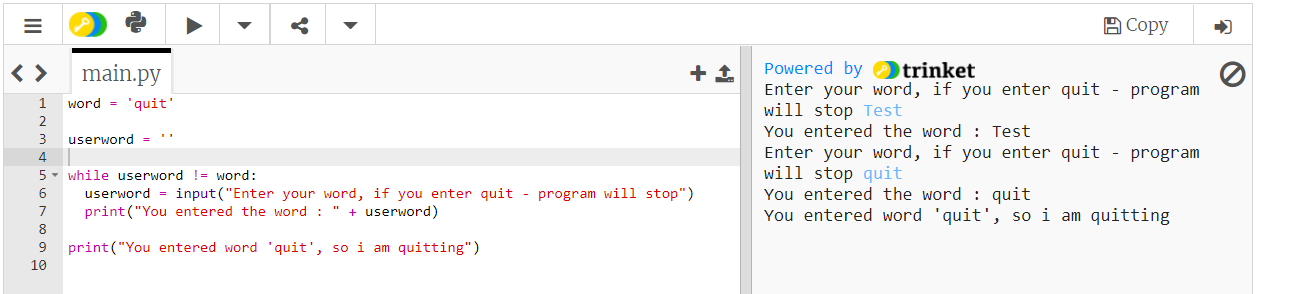 Copy
main.py
1 word = 'quit'
2
3 userword = ''
4
5 while userword != word:
6 userword = input("Enter your word, if you enter quit - program will stop")
7 print("You entered the word : " + userword)
8
9 print("You entered word 'quit', so i am quitting")
10
Powered by trinket
Enter your word, if you enter quit - program
will stop Test
You entered the word : Test
Enter your word, if you enter quit - program
will stop quit
You entered the word : quit
You entered word 'quit', so i am quitting